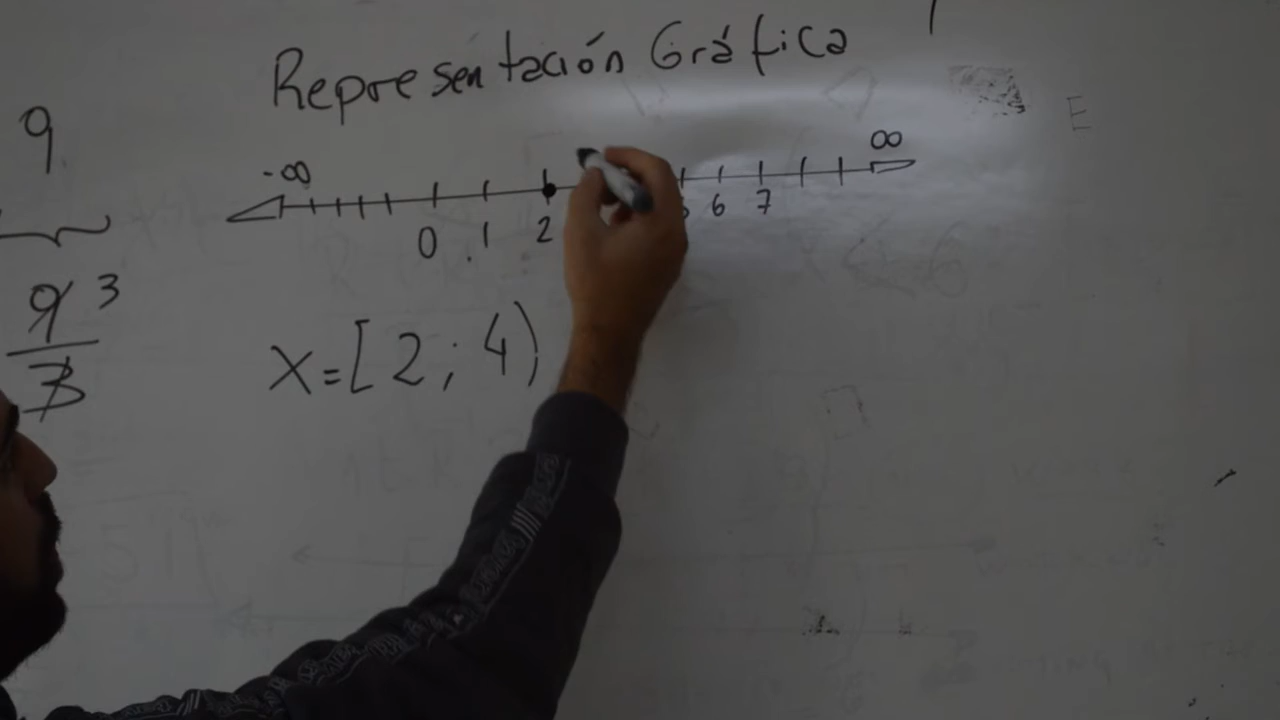 Representación Gráfica
9
-∞ ∞
0 1 2 6 7
9 3
3
x=[2;4)